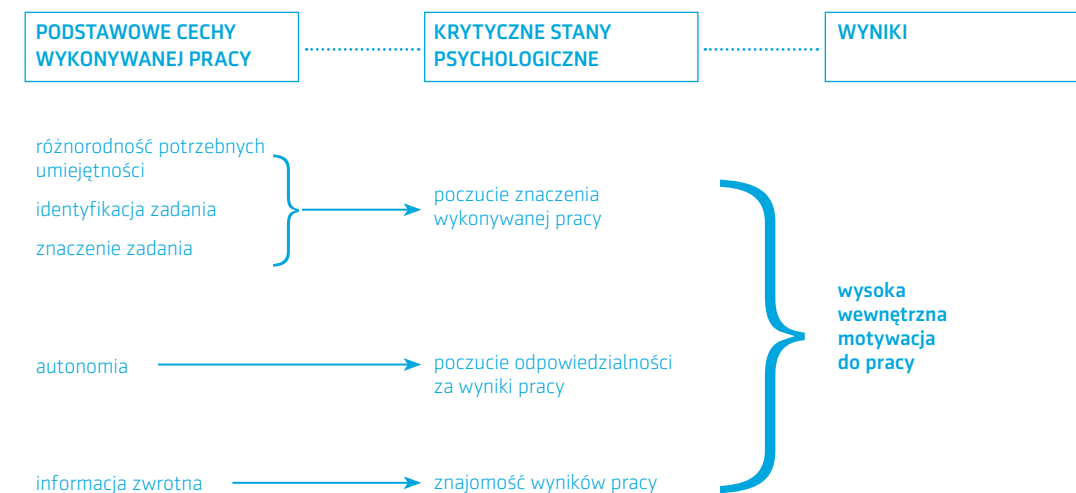 PODSTAWOWE CECHY
WYKONYWANEJ PRACY
KRYTYCZNE STANY
PSYCHOLOGICZNE
WYNIKI
różnorodność potrzebnych
umiejętności
identyfikacja zadania
znaczenie zadania
poczucie znaczenia
wykonywanej pracy
wysoka
wewnętrzna
motywacja
do pracy
autonomia
poczucie odpowiedzialności
za wyniki pracy
informacja zwrotna
znajomość wyników pracy